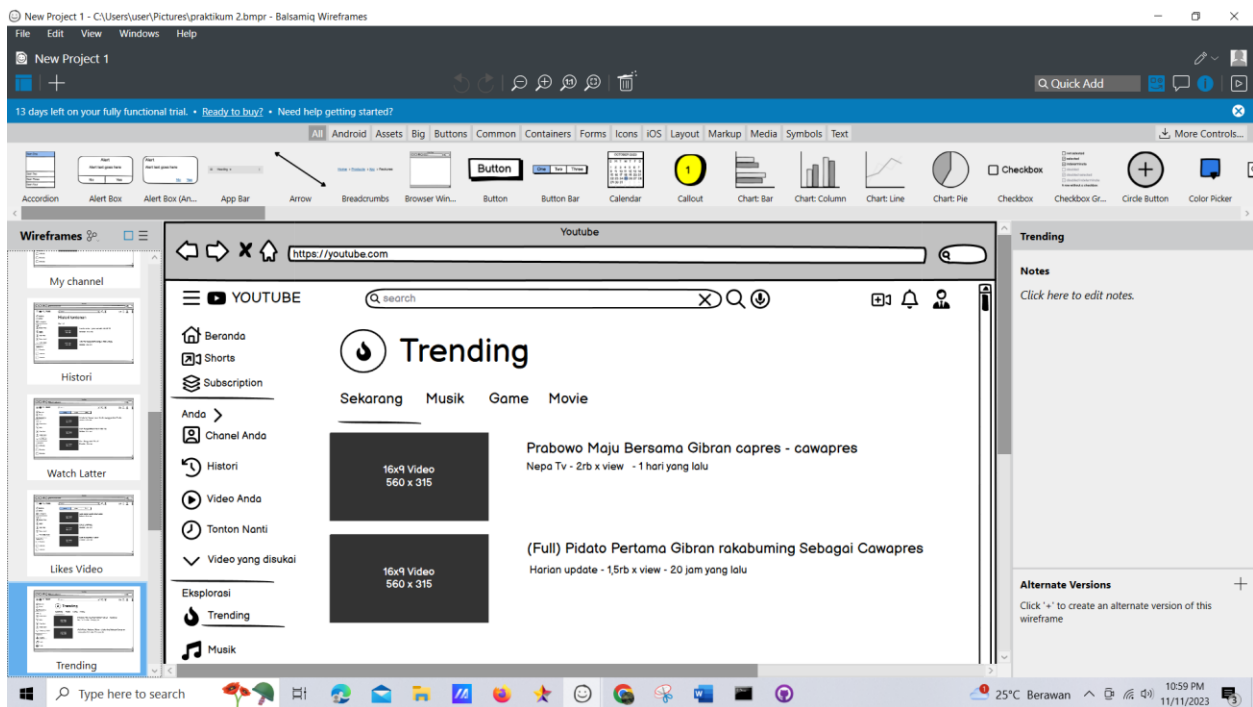 New Project 1 - C:\Users\user\Pictures\praktikum 2.bmpr - Balsamiq Wireframes
File Edit View Windows Help
New Project 1
Quick Add
13 days left on your fully functional trial. • Ready to buy? • Need help getting started?
All Android Assets Big Buttons Common Containers Forms Icons iOS Layout Markup Media Symbols Text
More Controls...
Button
One Two Three
1
Checkbox
Accordion Alert Box Alert Box (An... App Bar Arrow Breadcrumbs Browser Win... Button Button Bar Calendar Callout Chart: Bar Chart: Column Chart: Line Chart: Pie Checkbox Checkbox Gr... Circle Button Color Picker
Wireframes
My channel
Histori
Watch Latter
Likes Video
Trending
Youtube
https://youtube.com
YOUTUBE
search
Beranda
Shorts
Subscription
Anda
Chanel Anda
Histori
Video Anda
Tonton Nanti
Video yang disukai
Eksplorasi
Trending
Musik
Trending
Sekarang Musik Game Movie
16x9 Video
560 x 315
Prabowo Maju Bersama Gibran capres - cawapres
Nepa Tv - 2rb x view - 1 hari yang lalu
16x9 Video
560 x 315
(Full) Pidato Pertama Gibran rakabuming Sebagai Cawapres
Harian update - 1,5rb x view - 20 jam yang lalu
Trending
Notes
Click here to edit notes.
Alternate Versions
Click '+' to create an alternate version of this
wireframe
Type here to search
25°C Berawan
10:59 PM
11/11/2023